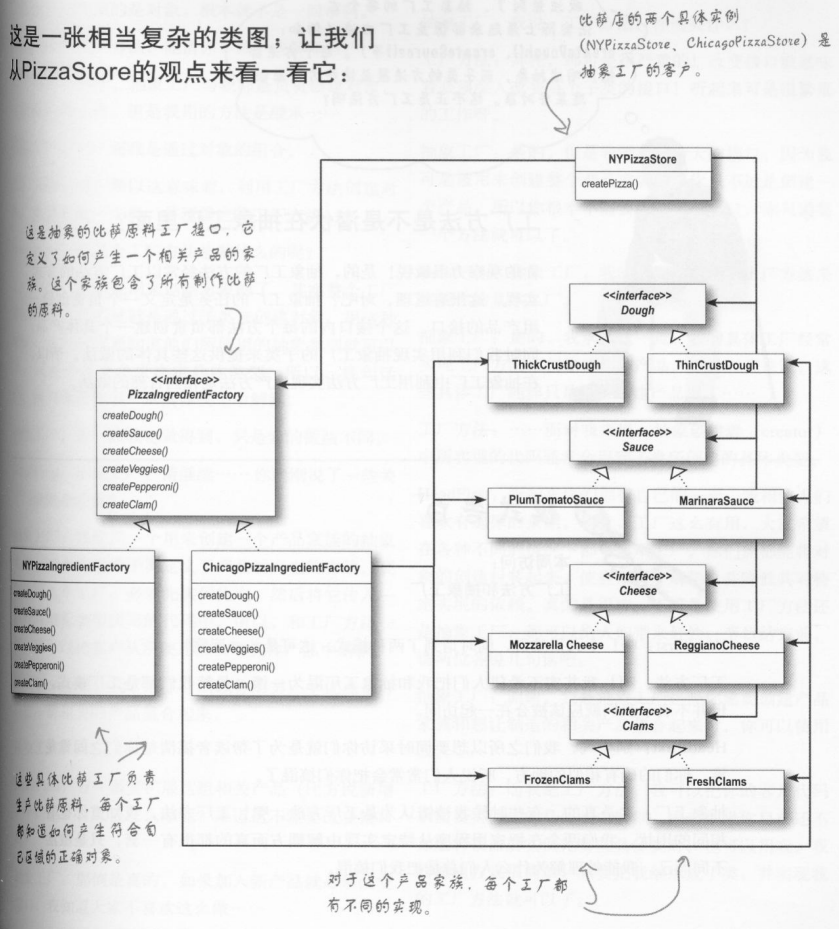 这是一张相当复杂的类图，让我们
从PizzaStore的观点来看一看它：
比萨店的两个具体实例
(NYPizzaStore、ChicagoPizzaStore) 是
抽象工厂的客户。
NYPizzaStore
createPizza()
这是抽象的比萨原料工厂接口，它
定义了如何产生一个相关产品的家
族。这个家族包含了所有制作比萨
的原料。
<<interface>>
PizzaIngredientFactory
createDough()
createSauce()
createCheese()
createVeggies()
createPepperoni()
createClam()
NYPizzaIngredientFactory
createDough()
createSauce()
createCheese()
createVeggies()
createPepperoni()
createClam()
ChicagoPizzaIngredientFactory
createDough()
createSauce()
createCheese()
createVeggies()
createPepperoni()
createClam()
<<interface>>
Dough
ThickCrustDough
ThinCrustDough
<<interface>>
Sauce
PlumTomatoSauce
MarinaraSauce
<<interface>>
Cheese
Mozzarella Cheese
ReggianoCheese
<<interface>>
Clams
FrozenClams
FreshClams
这些具体比萨工厂负责
生产比萨原料，每个工厂
都知道如何产生符合自
己区域的正确对象。
对于这个产品家族，每个工厂都
有不同的实现。